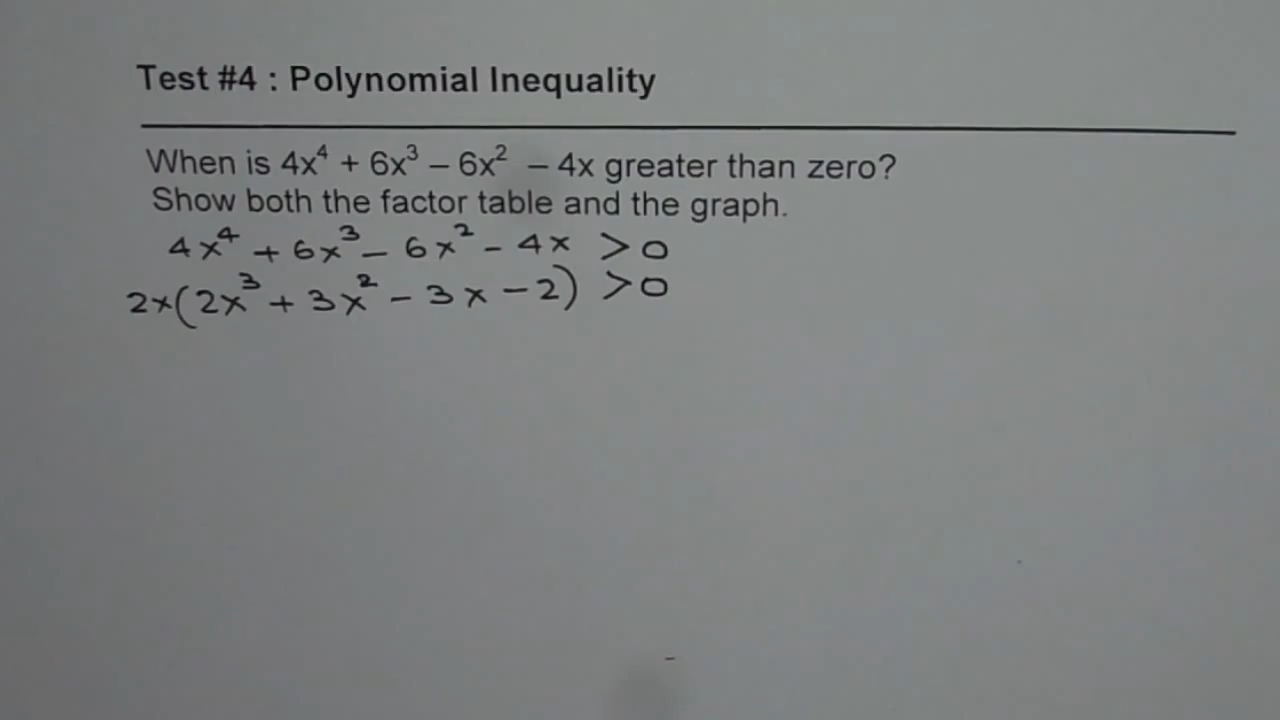 Test #4 : Polynomial Inequality
When is 4x⁴ + 6x³ – 6x² – 4x greater than zero?
Show both the factor table and the graph.
4x⁴ + 6x³ – 6x² – 4x > 0
2x(2x³ + 3x² – 3x – 2) > 0